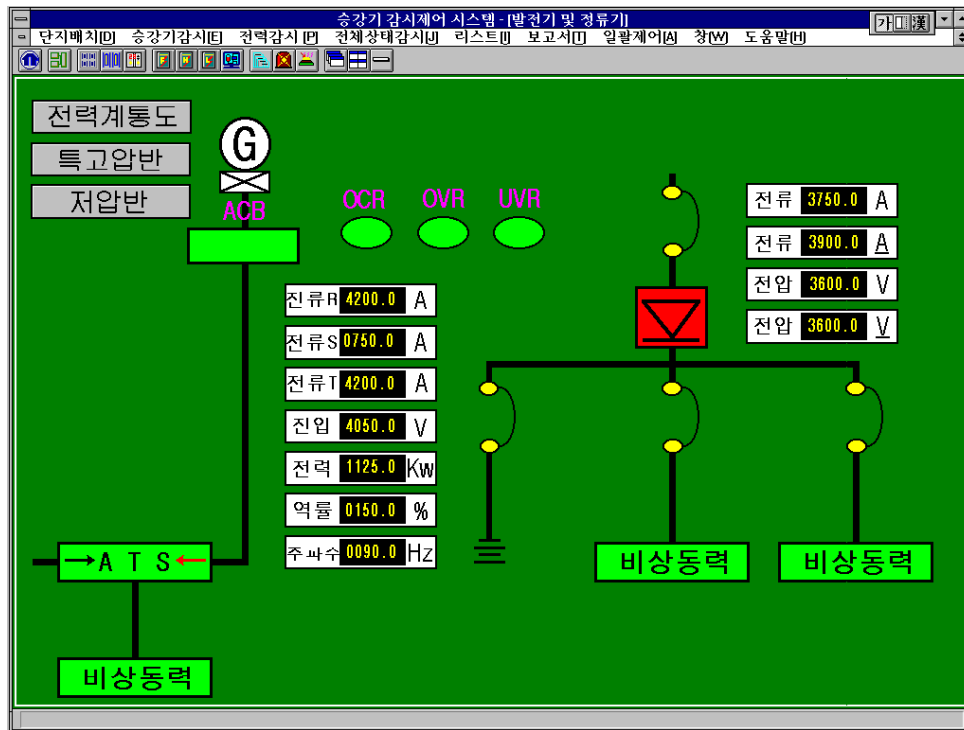 승강기 감시제어 시스템 - [발전기 및 정류기]
가 漢
단지배치[D] 승강기감시[E] 전력감시 [P] 전체상태감시[J] 리스트[I] 보고서[T] 일괄제어[A] 창[W] 도움말[H]
전력계통도
특고압반
저압반
G
ACB
OCR OVR UVR
전류 3750.0 A
전류 3900.0 A
전압 3600.0 V
전압 3600.0 V
진류R 4200.0 A
전류S 0750.0 A
전류T 4200.0 A
진입 4050.0 V
전력 1125.0 Kw
역률 0150.0 %
주파수 0090.0 Hz
→A T S←
비상동력 비상동력
비상동력